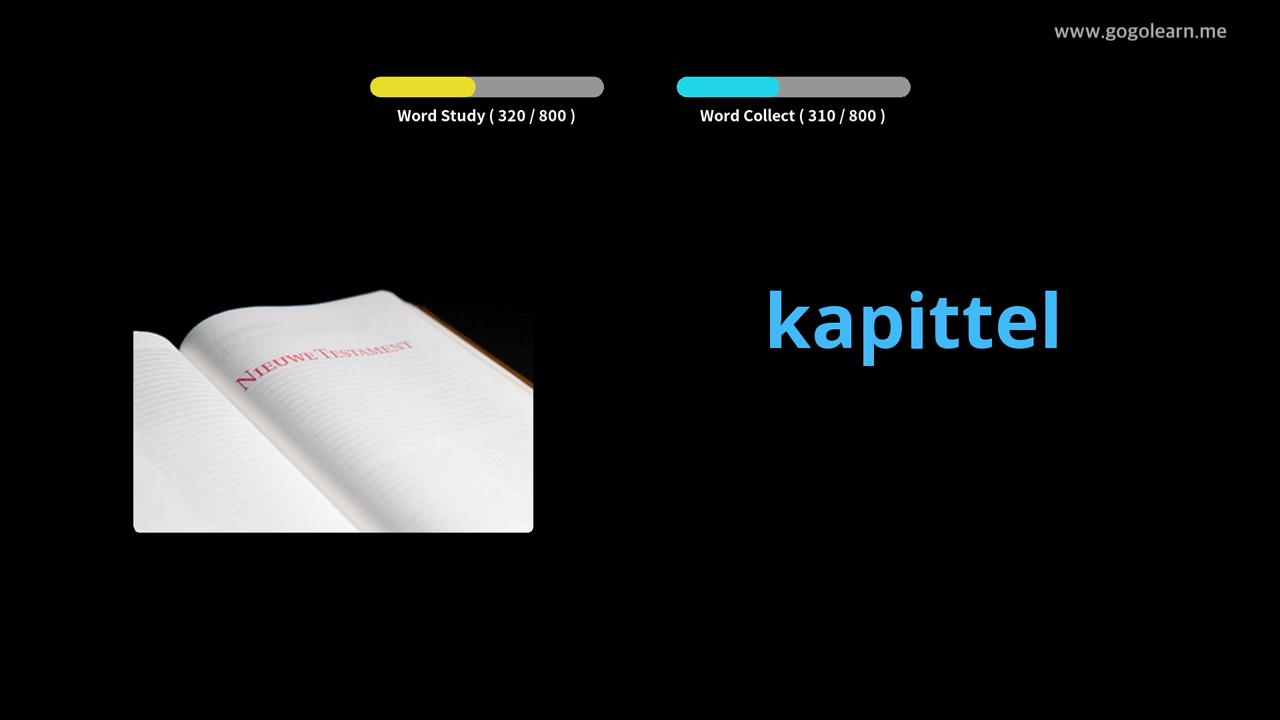 www.gogolearn.me
Word Study ( 320 / 800 )
Word Collect ( 310 / 800 )
kapittel
NIEUWE TESTAMENT